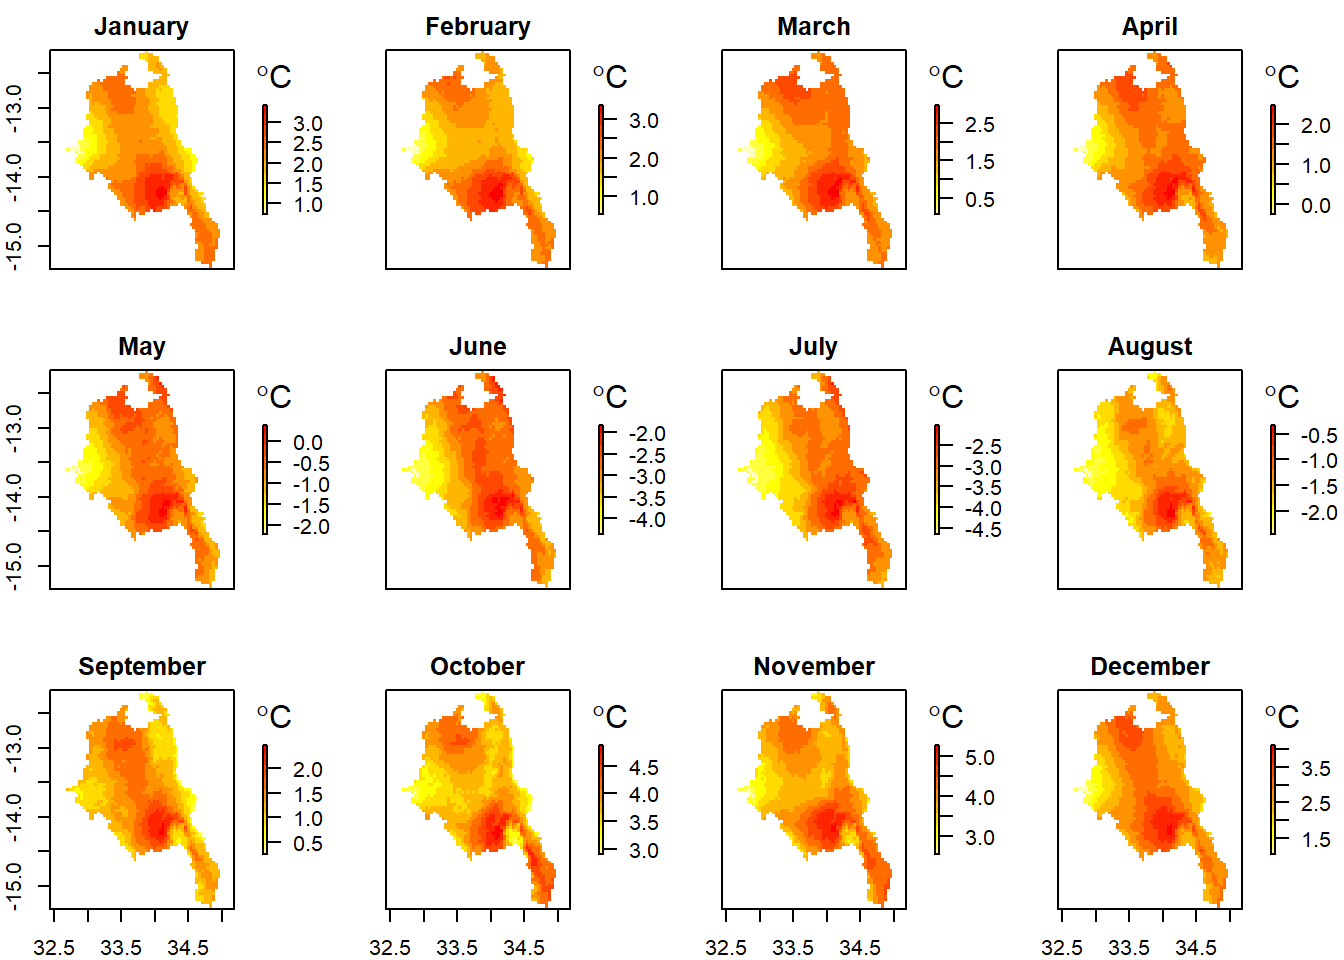 January
February
March
April
°C
3.0
2.5
2.0
1.5
1.0
°C
3.0
2.0
1.0
°C
2.5
1.5
0.5
°C
2.0
1.0
0.0
-13.0
-14.0
-15.0
May
June
July
August
°C
0.0
-0.5
-1.0
-1.5
-2.0
°C
-2.0
-2.5
-3.0
-3.5
-4.0
°C
-2.5
-3.0
-3.5
-4.0
-4.5
°C
-0.5
-1.0
-1.5
-2.0
-13.0
-14.0
-15.0
September
October
November
December
°C
2.0
1.5
1.0
0.5
°C
4.5
4.0
3.5
3.0
°C
5.0
4.0
3.0
°C
3.5
2.5
1.5
-13.0
-14.0
-15.0
32.5 33.5 34.5
32.5 33.5 34.5
32.5 33.5 34.5
32.5 33.5 34.5